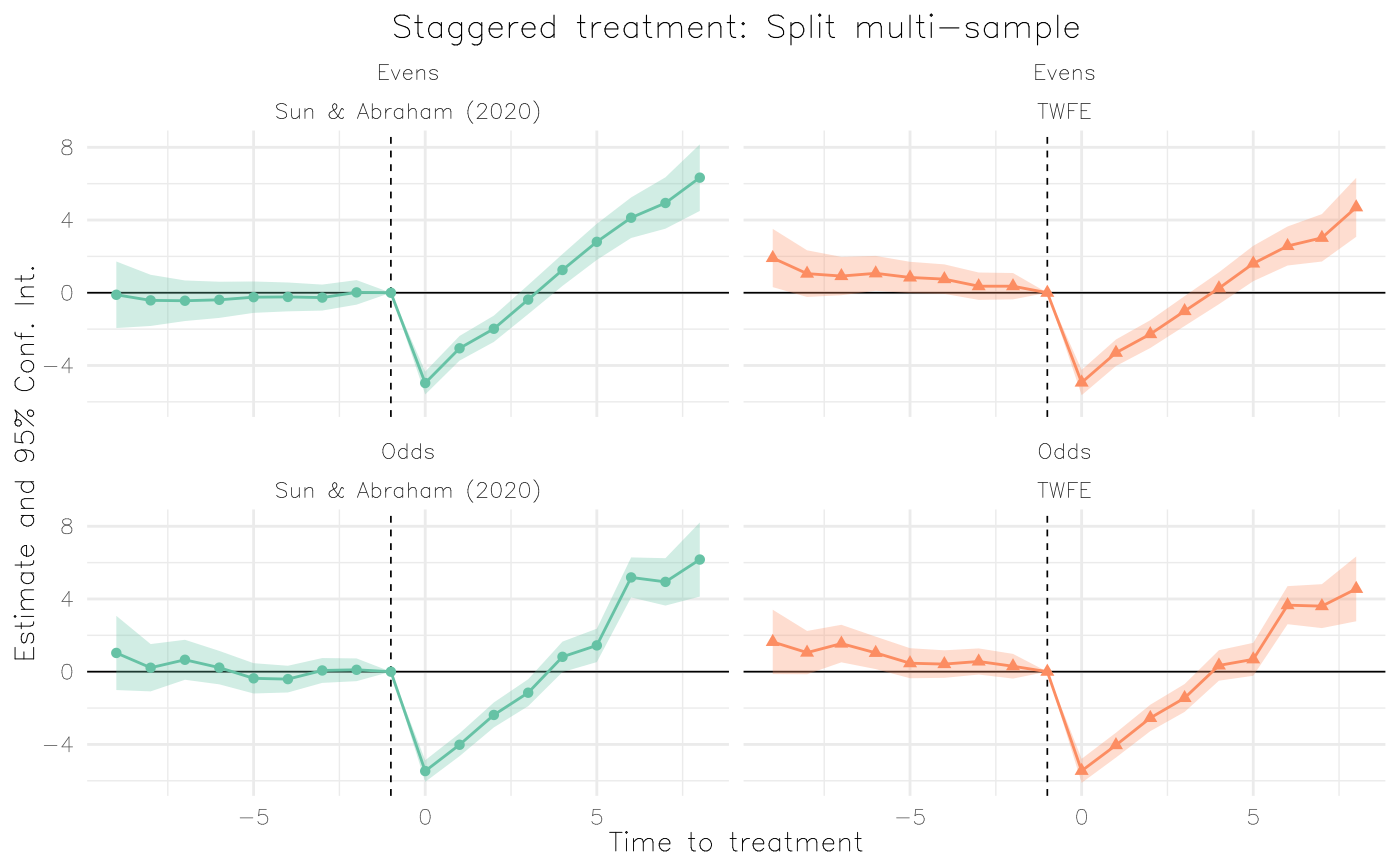 Staggered treatment: Split multi-sample
Evens
Sun & Abraham (2020)
Evens
TWFE
8
4
0
−4
Odds
Sun & Abraham (2020)
Odds
TWFE
8
4
0
−4
−5
0
5
−5
0
5
Time to treatment
Estimate and 95% Conf. Int.